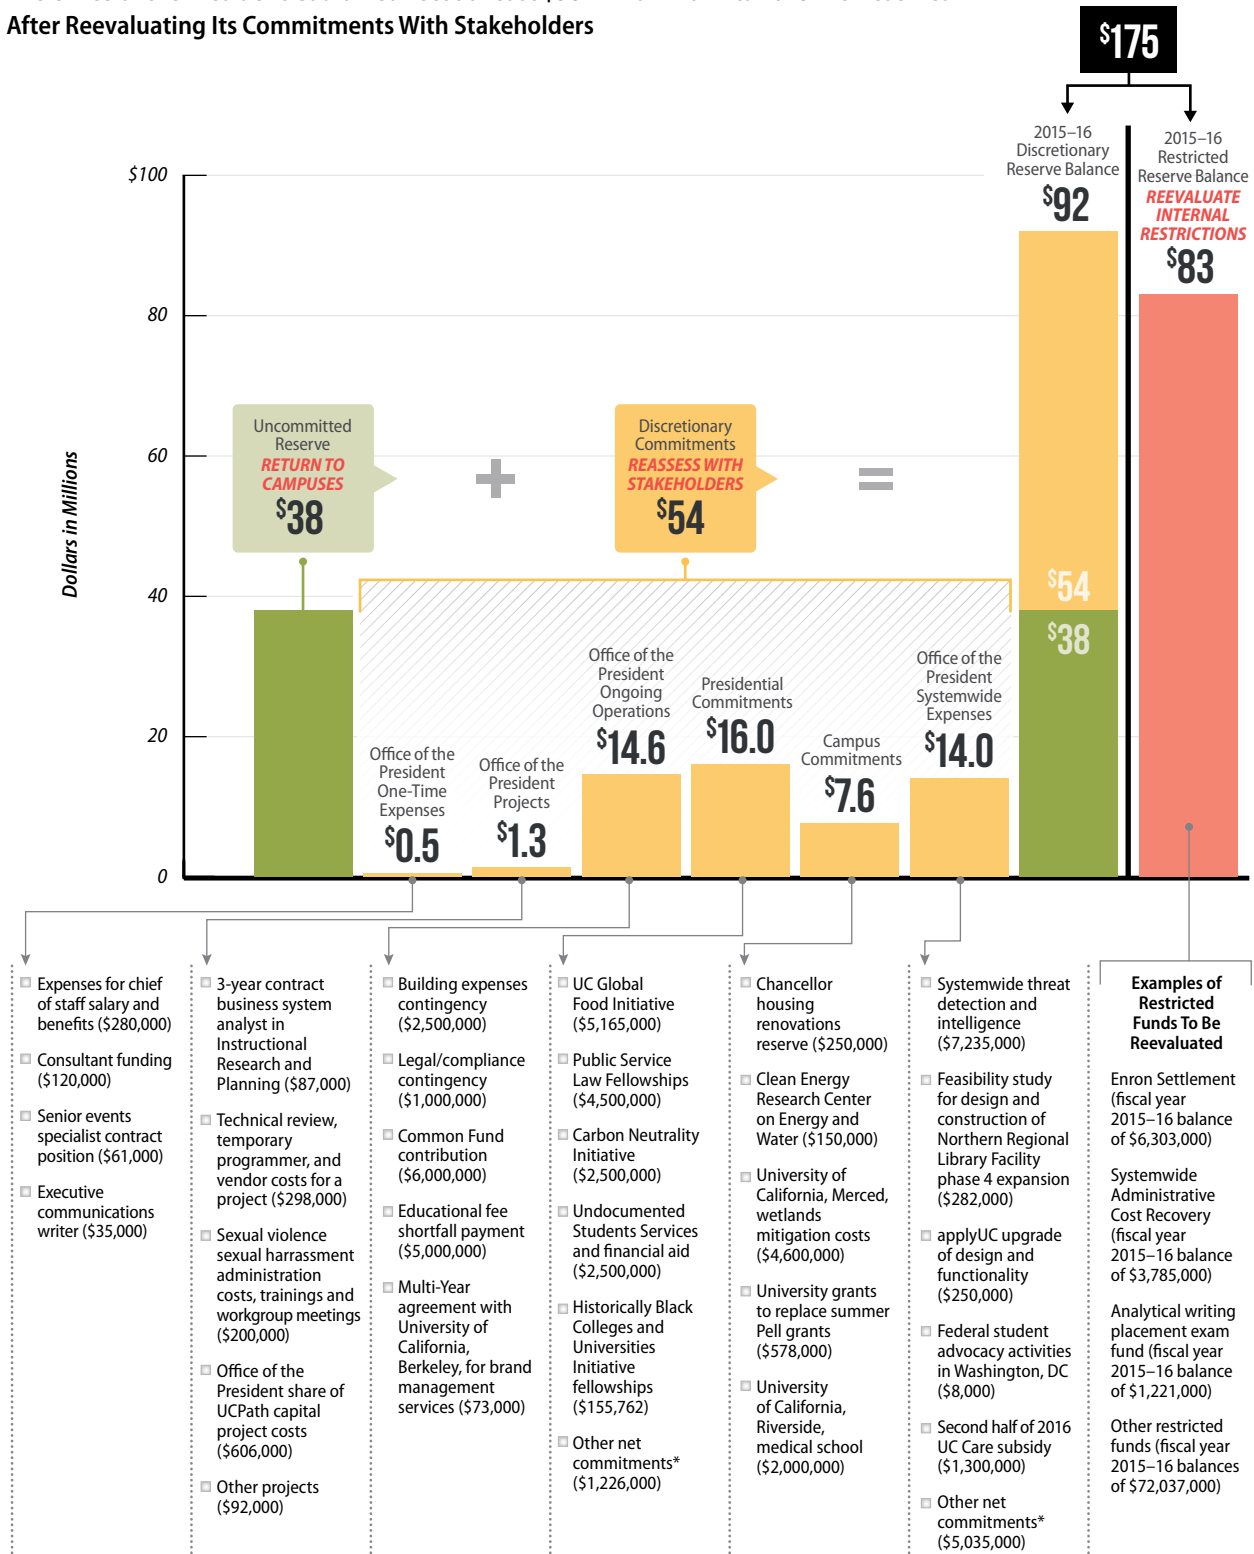 After Reevaluating Its Commitments With Stakeholders
$175
2015–16
Discretionary
Reserve Balance
$92
2015–16
Restricted
Reserve Balance
REEVALUATE
INTERNAL
RESTRICTIONS
$83
$100
80
60
40
20
0
Dollars in Millions
Uncommitted
Reserve
RETURN TO
CAMPUSES
$38
+
Discretionary
Commitments
REASSESS WITH
STAKEHOLDERS
$54
=
$54
$38
Office of the
President
One-Time
Expenses
$0.5
Office of the
President
Projects
$1.3
Office of the
President
Ongoing
Operations
$14.6
Presidential
Commitments
$16.0
Campus
Commitments
$7.6
Office of the
President
Systemwide
Expenses
$14.0
Expenses for chief
of staff salary and
benefits ($280,000)
Consultant funding
($120,000)
Senior events
specialist contract
position ($61,000)
Executive
communications
writer ($35,000)
3-year contract
business system
analyst in
Instructional
Research and
Planning ($87,000)
Technical review,
temporary
programmer, and
vendor costs for a
project ($298,000)
Sexual violence
sexual harrassment
administration
costs, trainings and
workgroup meetings
($200,000)
Office of the
President share of
UCPath capital
project costs
($606,000)
Other projects
($92,000)
Building expenses
contingency
($2,500,000)
Legal/compliance
contingency
($1,000,000)
Common Fund
contribution
($6,000,000)
Educational fee
shortfall payment
($5,000,000)
Multi-Year
agreement with
University of
California,
Berkeley, for brand
management
services ($73,000)
UC Global
Food Initiative
($5,165,000)
Public Service
Law Fellowships
($4,500,000)
Carbon Neutrality
Initiative
($2,500,000)
Undocumented
Students Services
and financial aid
($2,500,000)
Historically Black
Colleges and
Universities
Initiative
fellowships
($155,762)
Other net
commitments*
($1,226,000)
Chancellor
housing
renovations
reserve ($250,000)
Clean Energy
Research Center
on Energy and
Water ($150,000)
University of
California, Merced,
wetlands
mitigation costs
($4,600,000)
University grants
to replace summer
Pell grants
($578,000)
University
of California,
Riverside,
medical school
($2,000,000)
Systemwide threat
detection and
intelligence
($7,235,000)
Feasibility study
for design and
construction of
Northern Regional
Library Facility
phase 4 expansion
($282,000)
applyUC upgrade
of design and
functionality
($250,000)
Federal student
advocacy activities
in Washington, DC
($8,000)
Second half of 2016
UC Care subsidy
($1,300,000)
Other net
commitments*
($5,035,000)
Examples of
Restricted
Funds To Be
Reevaluated
Enron Settlement
(fiscal year
2015–16 balance
of $6,303,000)
Systemwide
Administrative
Cost Recovery
(fiscal year
2015–16 balance
of $3,785,000)
Analytical writing
placement exam
fund (fiscal year
2015–16 balance
of $1,221,000)
Other restricted
funds (fiscal year
2015–16 balances
of $72,037,000)